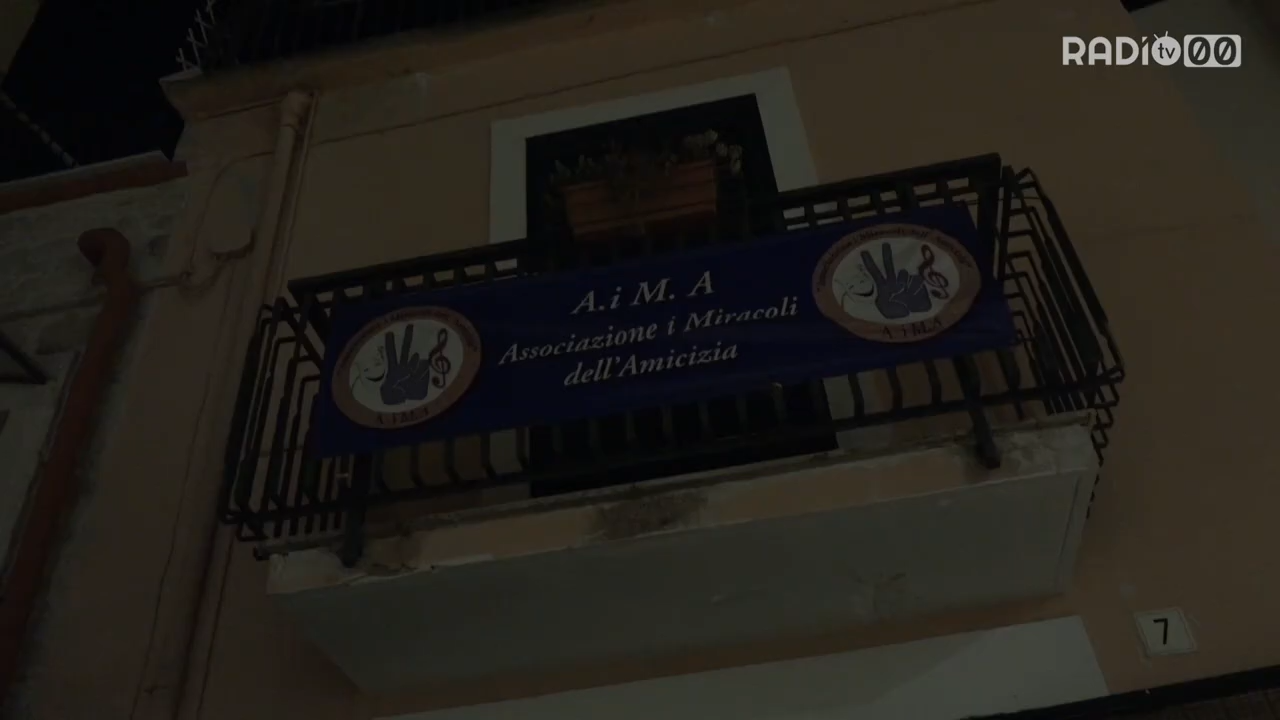 RADIO tv 00
A.i M. A
Associazione i Miracoli
dell'Amicizia
A i M.A
A i M.A
7